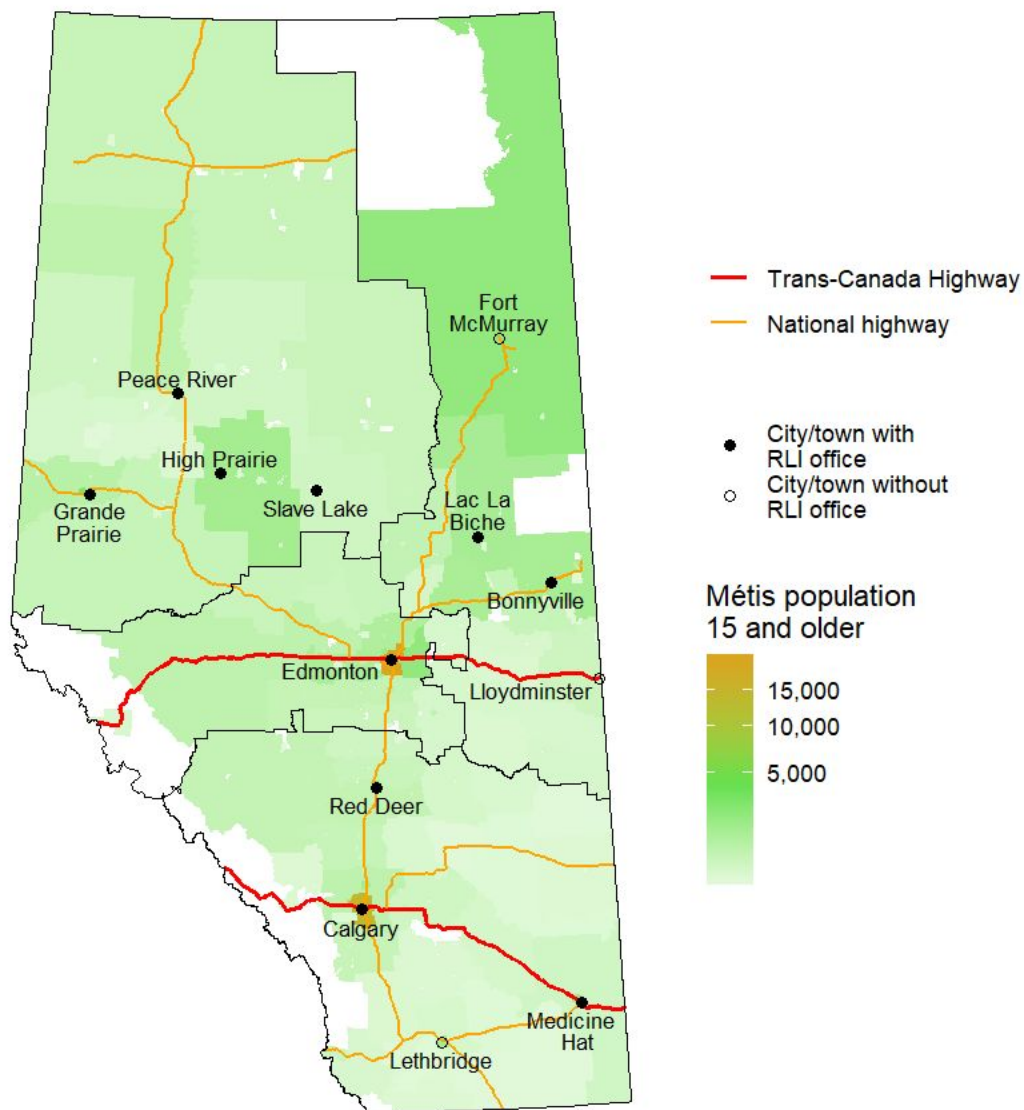 Trans-Canada Highway
Fort
McMurray
National highway
Peace River
City/town with
RLI office
High Prairie
City/town without
RLI office
Slave Lake
Lac La
Biche
Grande
Prairie
Bonnyville
Métis population
15 and older
Edmonton
Lloydminster
15,000
10,000
5,000
Red Deer
Calgary
Medicine
Hat
Lethbridge